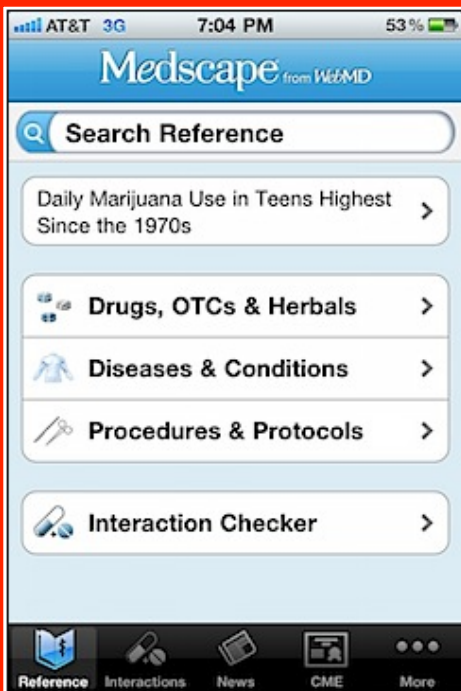 AT&T 3G 7:04 PM 53%
Medscape from WebMD
Search Reference
Daily Marijuana Use in Teens Highest
Since the 1970s
Drugs, OTCs & Herbals
Diseases & Conditions
Procedures & Protocols
Interaction Checker
Reference Interactions News CME More